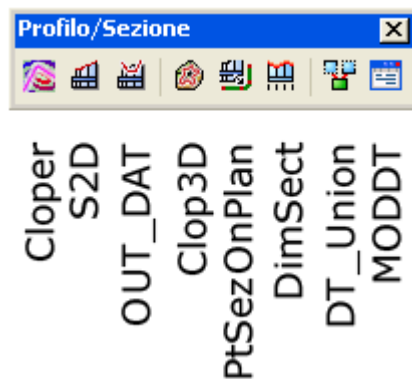 Profilo/Sezione
Cloper
S2D
OUT_DAT
Clop3D
PtSezOnPlan
DimSect
DT_Union
MODDT